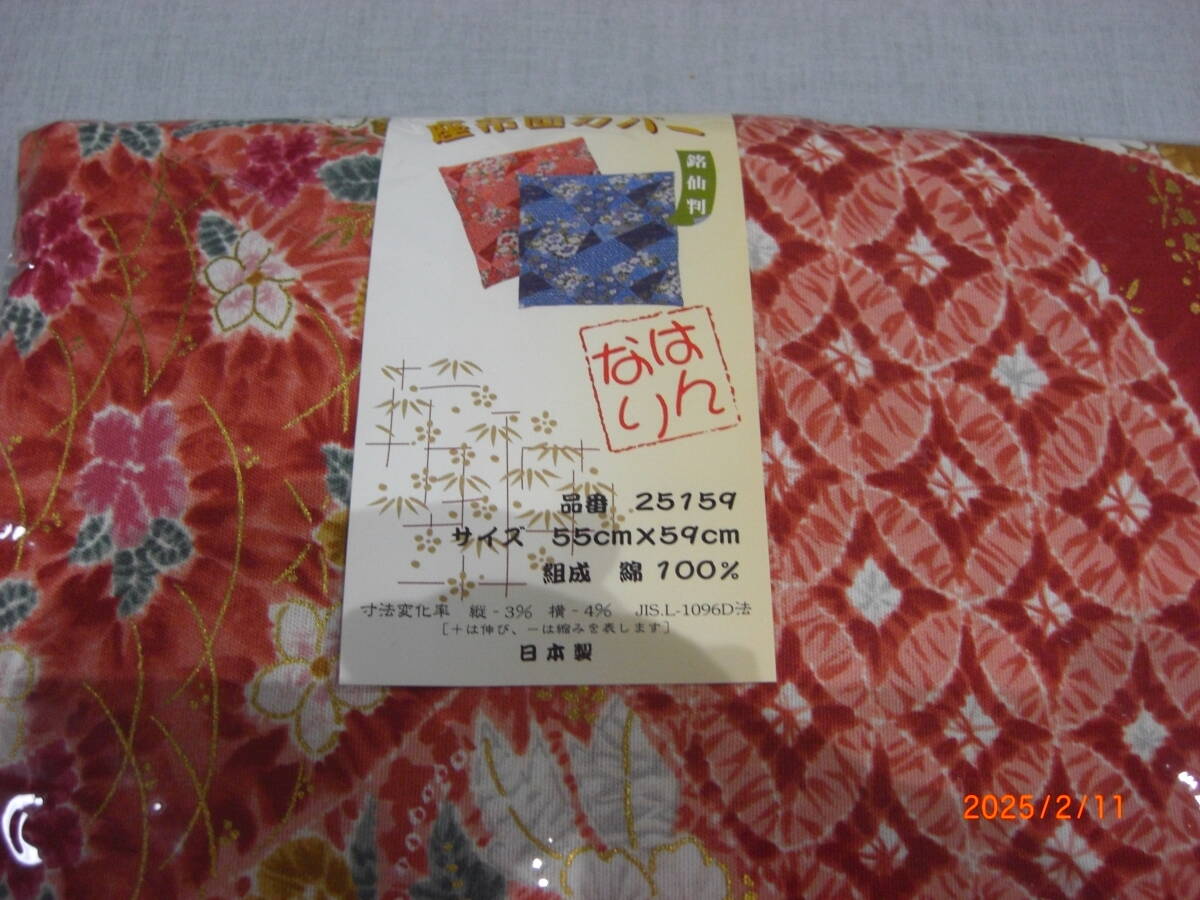 座布団カバー
銘仙判
はん
なり
品番 25159
サイズ 55cm×59cm
組成 綿 100%
寸法変化率 縦-3% 横-4% JIS.L-1096D法
[+は伸び、-は縮みを表します]
日本製
2025/2/11